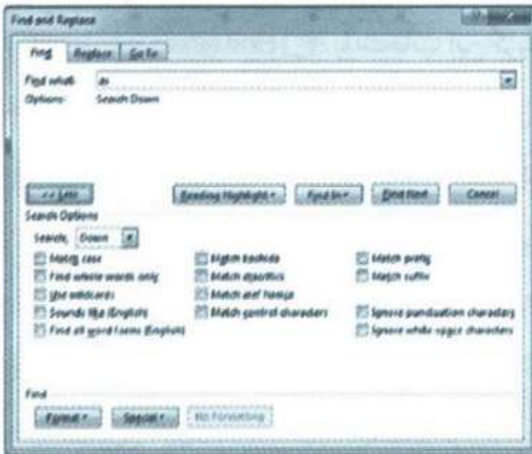 Find and Replace
Find Replace Go To
Find what: as
Options: Search Down
<< Less Reading Highlight Find In Find Next Cancel
Search Options
Search: Down
Match case Match kashida Match prefix
Find whole words only Match diacritics Match suffix
Use wildcards Match alef hamza
Sounds like (English) Match control characters Ignore punctuation characters
Find all word forms (English) Ignore white-space characters
Find
Format Special No Formatting